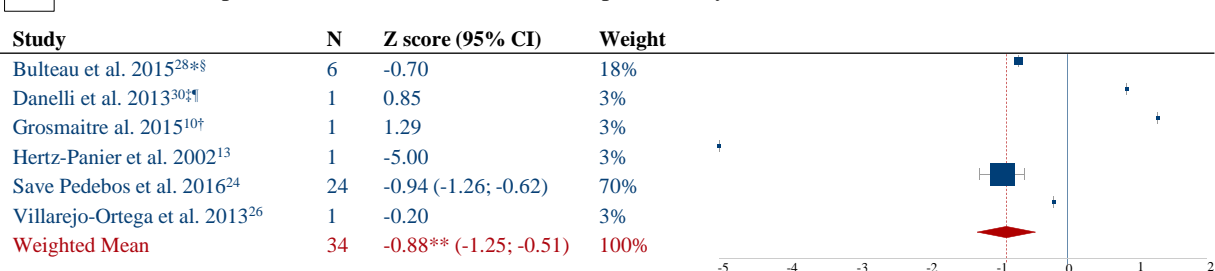 Study N Z score (95% CI) Weight
Bulteau et al. 2015²⁸*§ 6 -0.70 18%
Danelli et al. 2013³⁰‡¶ 1 0.85 3%
Grosmaitre al. 2015¹⁰† 1 1.29 3%
Hertz-Panier et al. 2002¹³ 1 -5.00 3%
Save Pedebos et al. 2016²⁴ 24 -0.94 (-1.26; -0.62) 70%
Villarejo-Ortega et al. 2013²⁶ 1 -0.20 3%
Weighted Mean 34 -0.88** (-1.25; -0.51) 100%
-5 -4 -3 -2 -1 0 1 2